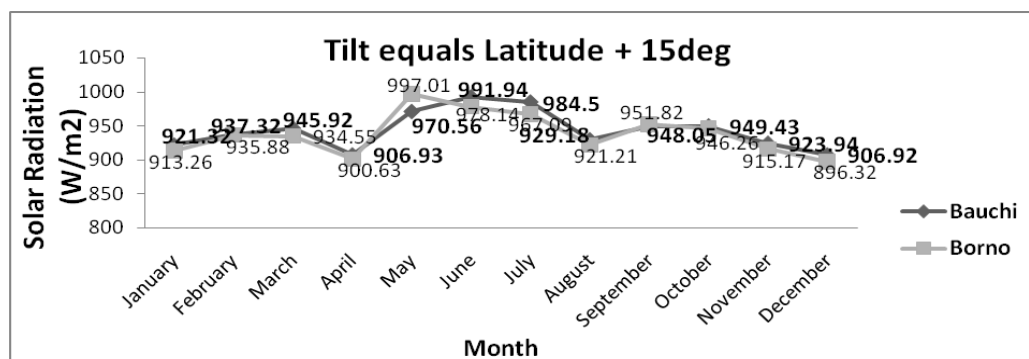 Tilt equals Latitude + 15deg
Solar Radiation
(W/m2)
1050
1000
950
900
850
800
921.32
937.32
945.92
906.93
970.56
991.94
984.5
929.18
948.05
949.43
923.94
906.92
913.26
935.88
934.55
900.63
997.01
978.14
967.09
921.21
951.82
946.26
915.17
896.32
Bauchi
Borno
January
February
March
April
May
June
July
August
September
October
November
December
Month